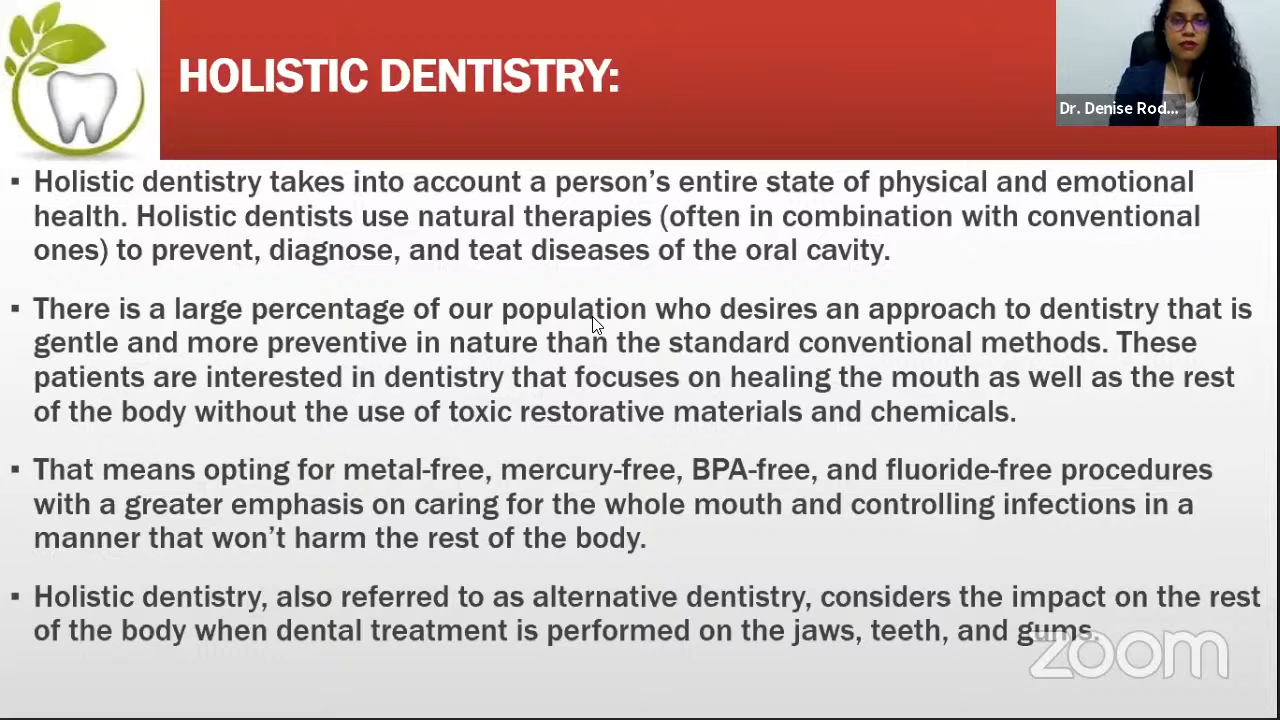 HOLISTIC DENTISTRY:
Dr. Denise Rod...
▪ Holistic dentistry takes into account a person’s entire state of physical and emotional
health. Holistic dentists use natural therapies (often in combination with conventional
ones) to prevent, diagnose, and teat diseases of the oral cavity.
▪ There is a large percentage of our population who desires an approach to dentistry that is
gentle and more preventive in nature than the standard conventional methods. These
patients are interested in dentistry that focuses on healing the mouth as well as the rest
of the body without the use of toxic restorative materials and chemicals.
▪ That means opting for metal-free, mercury-free, BPA-free, and fluoride-free procedures
with a greater emphasis on caring for the whole mouth and controlling infections in a
manner that won’t harm the rest of the body.
▪ Holistic dentistry, also referred to as alternative dentistry, considers the impact on the rest
of the body when dental treatment is performed on the jaws, teeth, and gums.
zoom